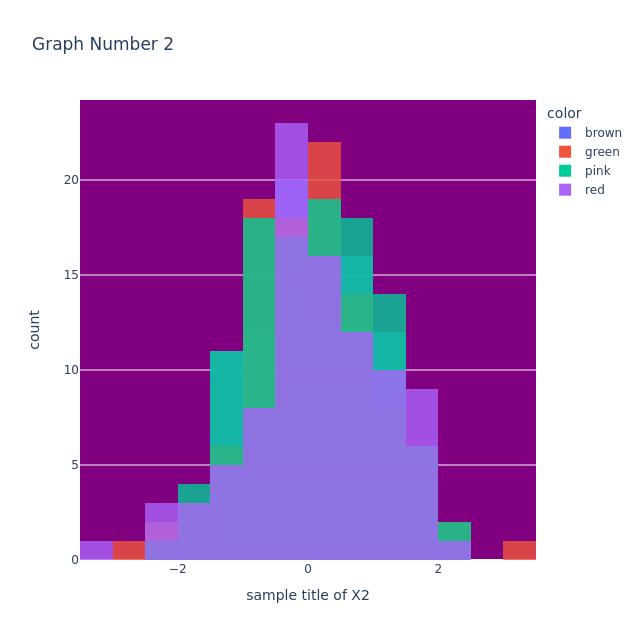 Graph Number 2
color
brown
green
pink
red
20
15
10
5
0
count
−2
0
2
sample title of X2